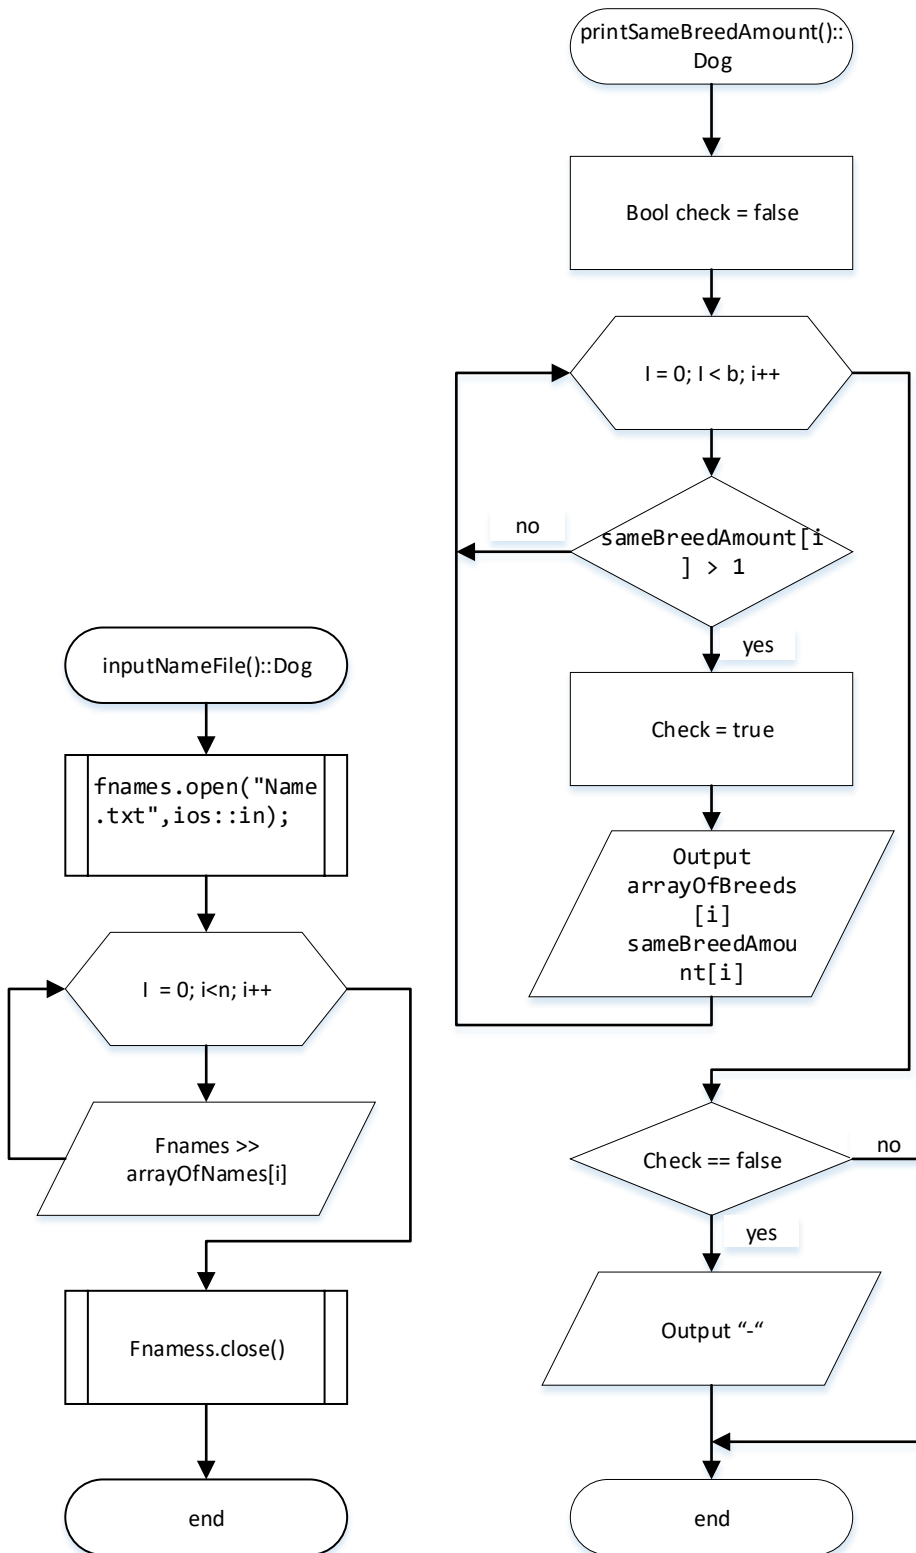 inputNameFile()::Dog
fnames.open("Name
.txt",ios::in);
I  = 0; i<n; i++
Fnames >>
arrayOfNames[i]
Fnamess.close()
end
printSameBreedAmount()::
Dog
Bool check = false
I = 0; I < b; i++
sameBreedAmount[i
] > 1
no
yes
Check = true
Output
arrayOfBreeds
[i]
sameBreedAmou
nt[i]
Check == false
no
yes
Output “-“
end